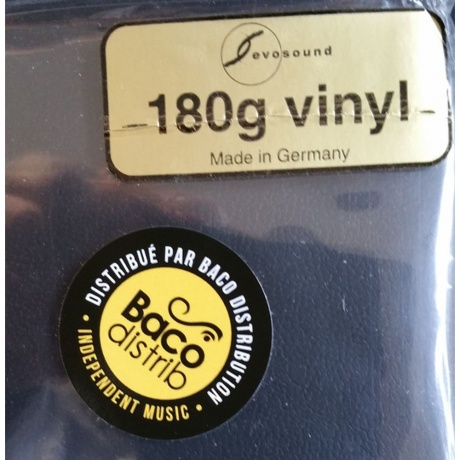 evosound
180g vinyl
Made in Germany
DISTRIBUÉ PAR BACO DISTRIBUTION
Baco
distrib
• INDEPENDENT MUSIC •